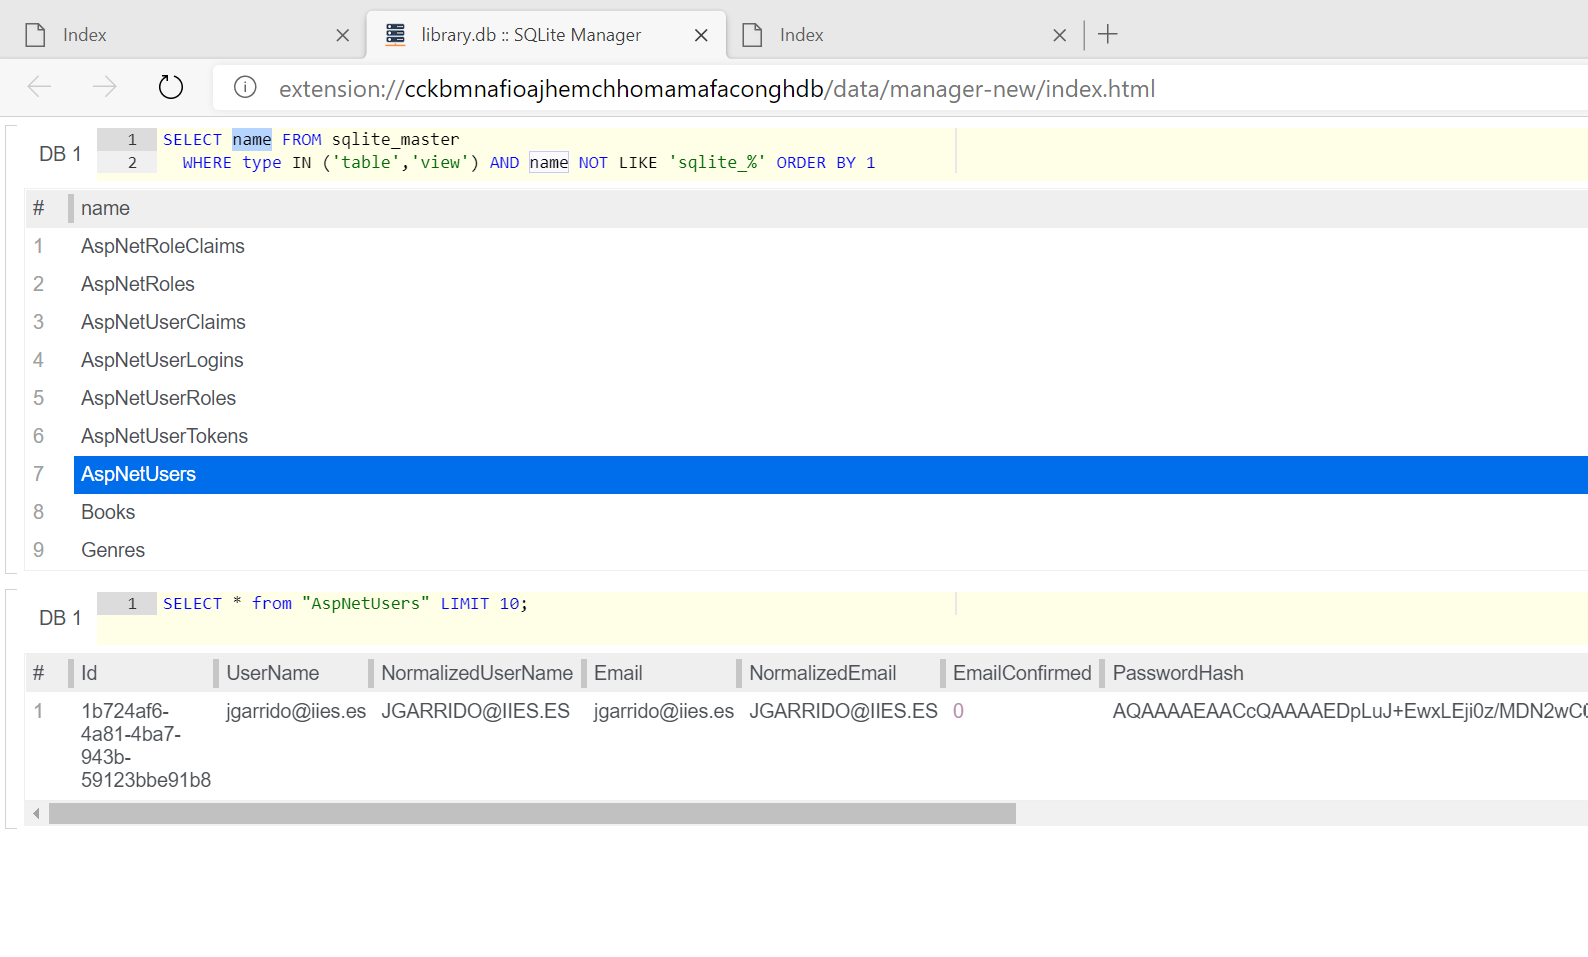 Index
library.db :: SQLite Manager
Index
extension://cckbmnafioajhemchhomamafaconghdb/data/manager-new/index.html
DB 1
1 SELECT name FROM sqlite_master
2 WHERE type IN ('table','view') AND name NOT LIKE 'sqlite_%' ORDER BY 1
# name
1 AspNetRoleClaims
2 AspNetRoles
3 AspNetUserClaims
4 AspNetUserLogins
5 AspNetUserRoles
6 AspNetUserTokens
7 AspNetUsers
8 Books
9 Genres
DB 1
1 SELECT * from "AspNetUsers" LIMIT 10;
# Id UserName NormalizedUserName Email NormalizedEmail EmailConfirmed PasswordHash
1 1b724af6- jgarrido@iies.es JGARRIDO@IIES.ES jgarrido@iies.es JGARRIDO@IIES.ES 0 AQAAAAEAACcQAAAAEDpLuJ+EwxLEji0z/MDN2wC
4a81-4ba7-
943b-
59123bbe91b8